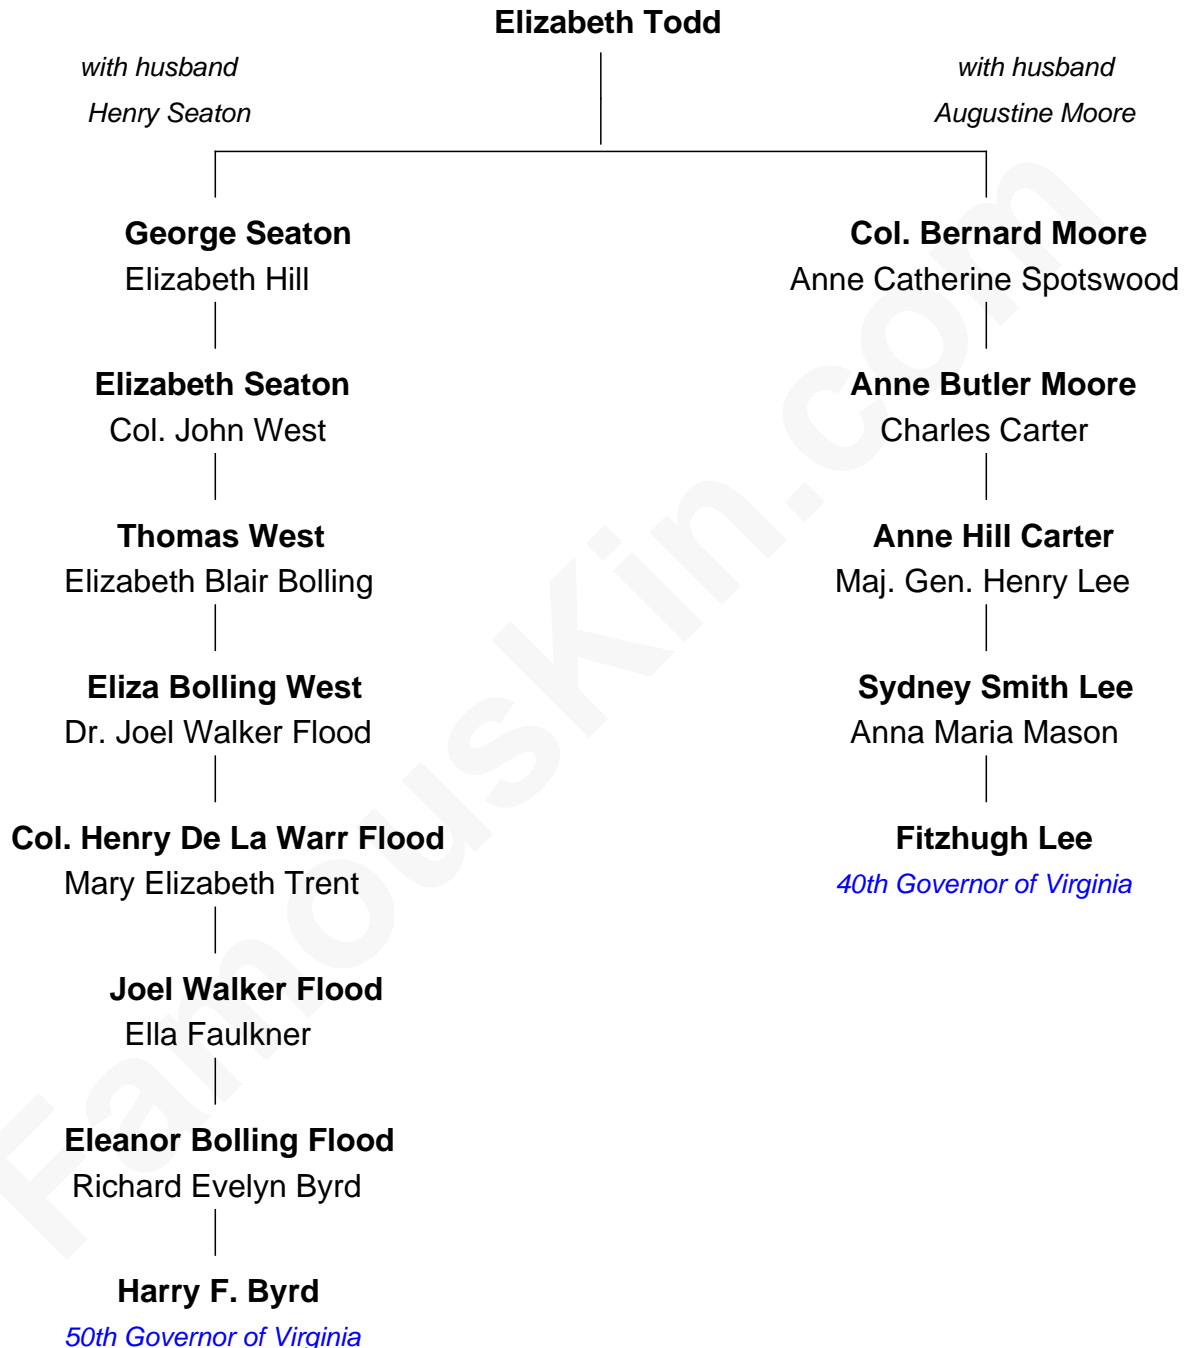 Elizabeth Todd
with husband
Henry Seaton
with husband
Augustine Moore
George Seaton
Elizabeth Hill
Elizabeth Seaton
Col. John West
Thomas West
Elizabeth Blair Bolling
Eliza Bolling West
Dr. Joel Walker Flood
Col. Henry De La Warr Flood
Mary Elizabeth Trent
Joel Walker Flood
Ella Faulkner
Eleanor Bolling Flood
Richard Evelyn Byrd
Harry F. Byrd
50th Governor of Virginia
Col. Bernard Moore
Anne Catherine Spotswood
Anne Butler Moore
Charles Carter
Anne Hill Carter
Maj. Gen. Henry Lee
Sydney Smith Lee
Anna Maria Mason
Fitzhugh Lee
40th Governor of Virginia
FamousKin.com